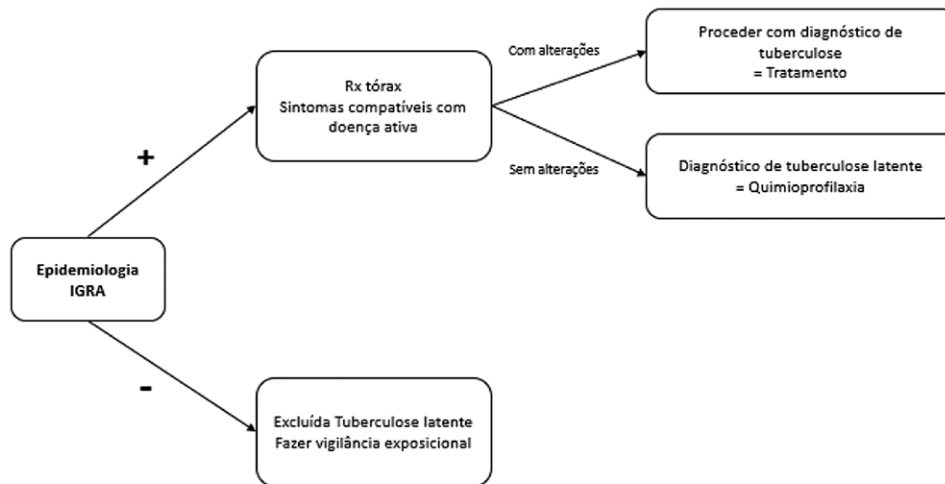 Proceder com diagnóstico de
tuberculose
= Tratamento
Com alterações
Rx tórax
Sintomas compatíveis com
doença ativa
+
Sem alterações
Diagnóstico de tuberculose latente
= Quimioprofilaxia
Epidemiologia
IGRA
-
Excluída Tuberculose latente
Fazer vigilância exposicional